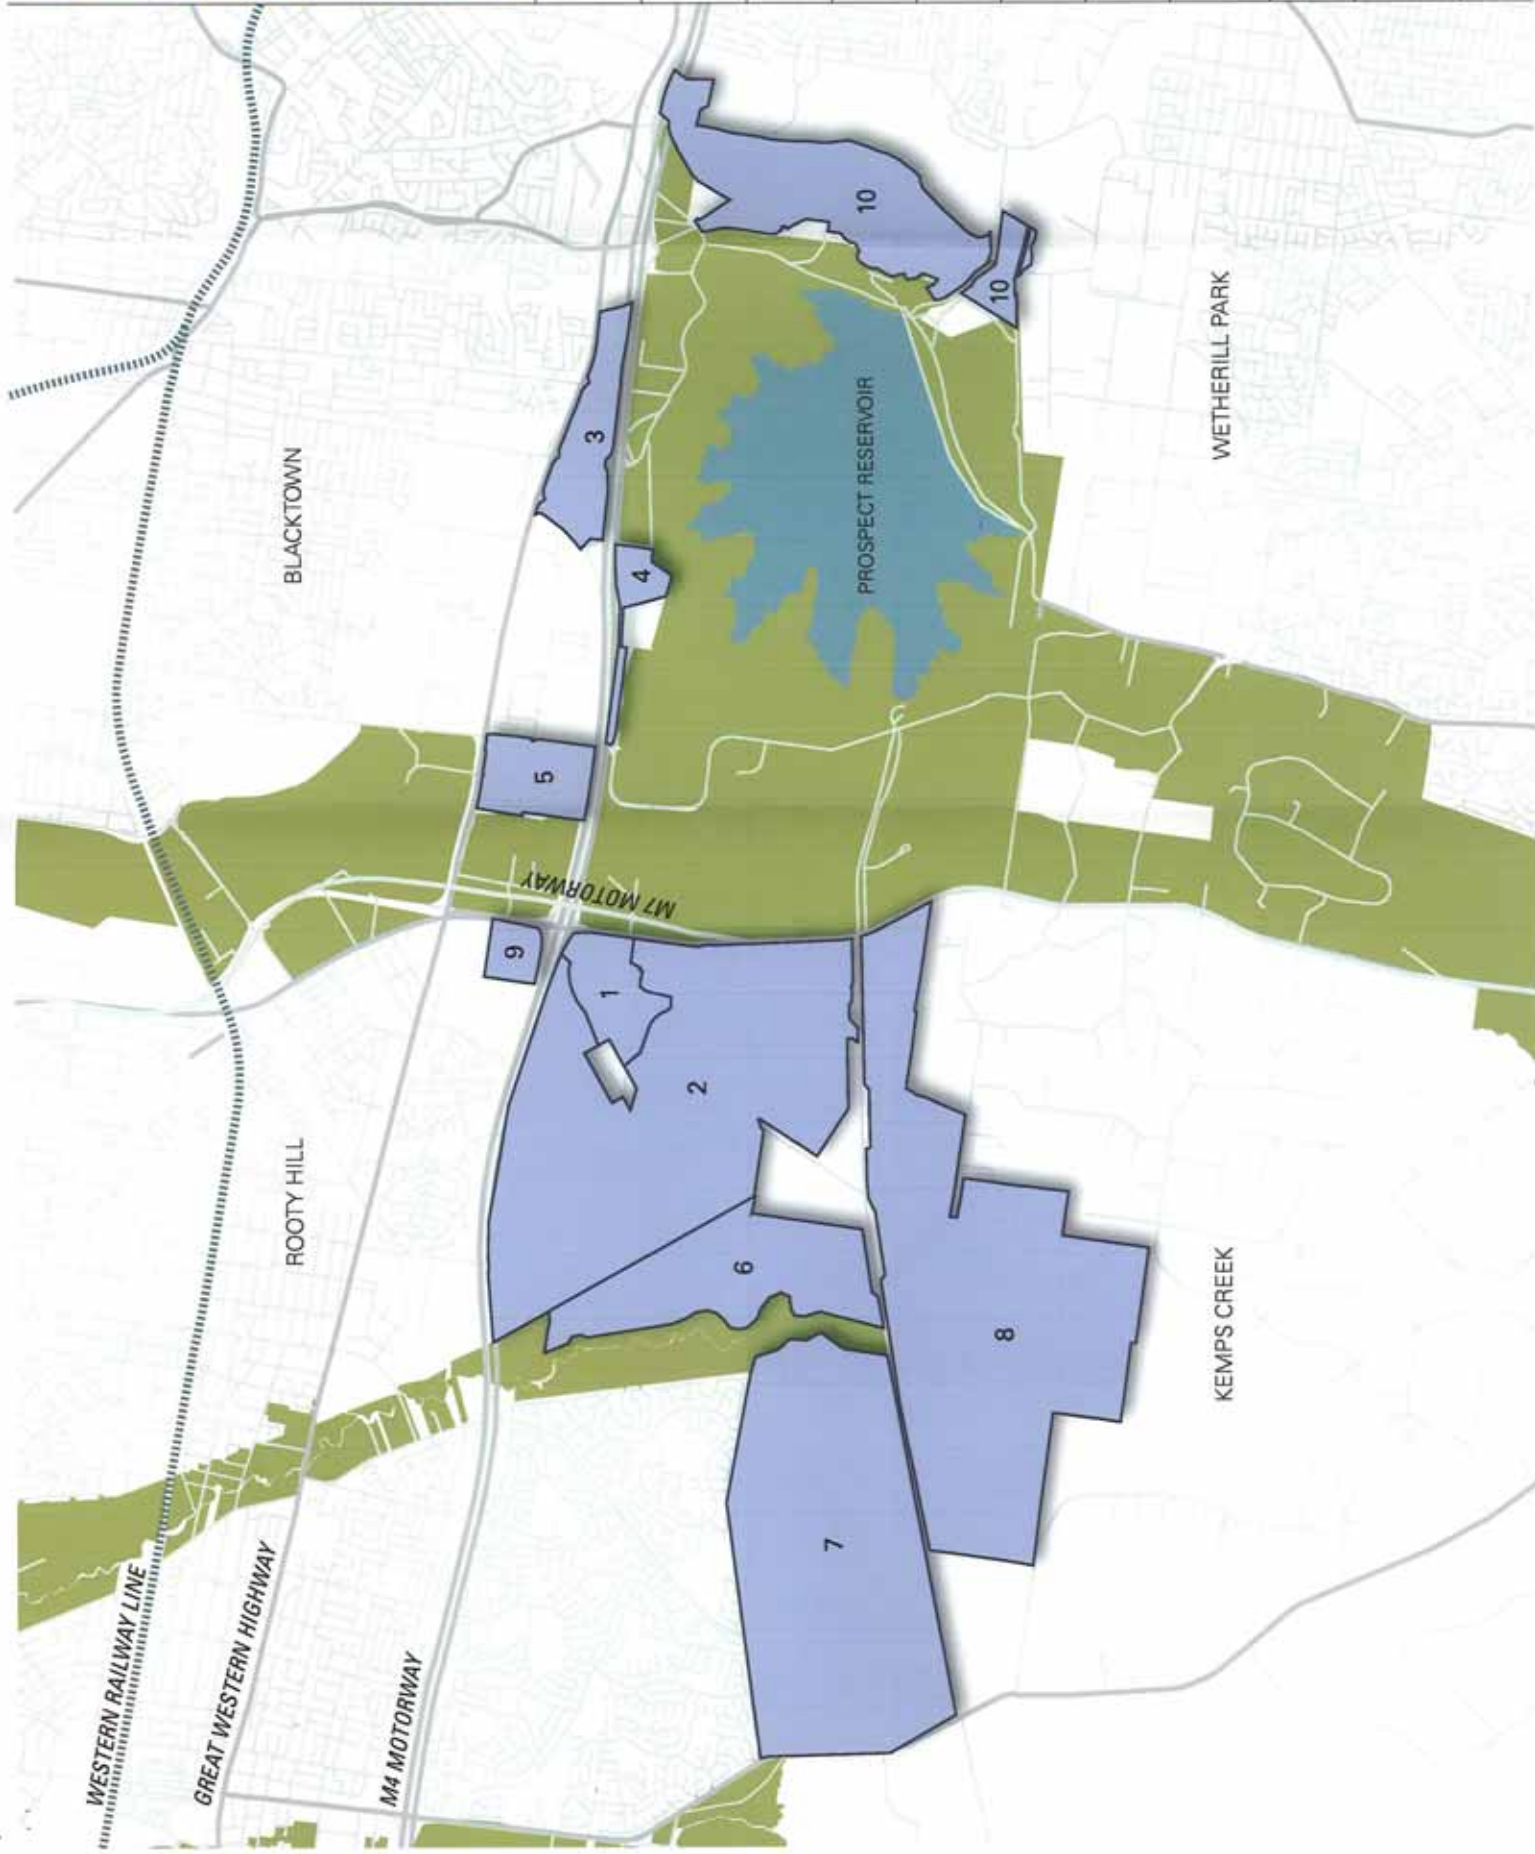 WESTERN RAILWAY LINE
GREAT WESTERN HIGHWAY
ROOTY HILL
BLACKTOWN
M4 MOTORWAY
9
5
M7 MOTORWAY
3
1
4
2
6
7
PROSPECT RESERVOIR
10
10
8
KEMPS CREEK
WETHERILL PARK